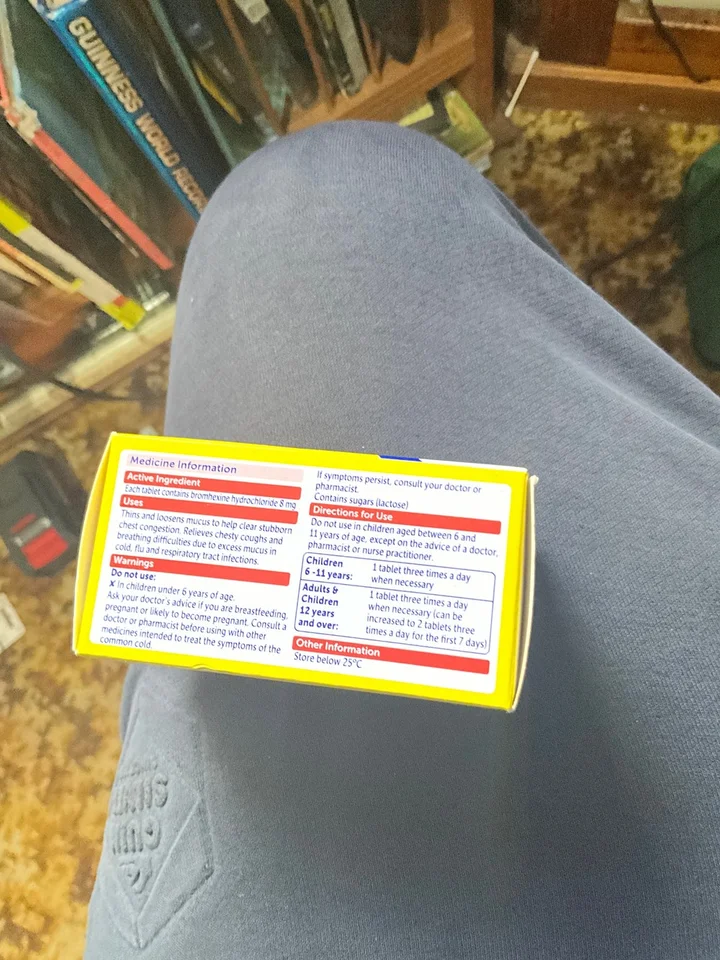 GUINNESS WORLD RECORD
Medicine Information
Active Ingredient
Each tablet contains bromhexine hydrochloride 8 mg
Uses
Thins and loosens mucus to help clear stubborn
chest congestion. Relieves chesty coughs and
breathing difficulties due to excess mucus in
cold, flu and respiratory tract infections.
Warnings
Do not use:
✗ In children under 6 years of age.
Ask your doctor's advice if you are breastfeeding,
pregnant or likely to become pregnant. Consult a
doctor or pharmacist before using with other
medicines intended to treat the symptoms of the
common cold.
If symptoms persist, consult your doctor or
pharmacist.
Contains sugars (lactose)
Directions for Use
Do not use in children aged between 6 and
11 years of age, except on the advice of a doctor,
pharmacist or nurse practitioner.
Children
6 -11 years:
1 tablet three times a day
when necessary
Adults &
Children
12 years
and over:
1 tablet three times a day
when necessary (can be
increased to 2 tablets three
times a day for the first 7 days)
Other Information
Store below 25°C